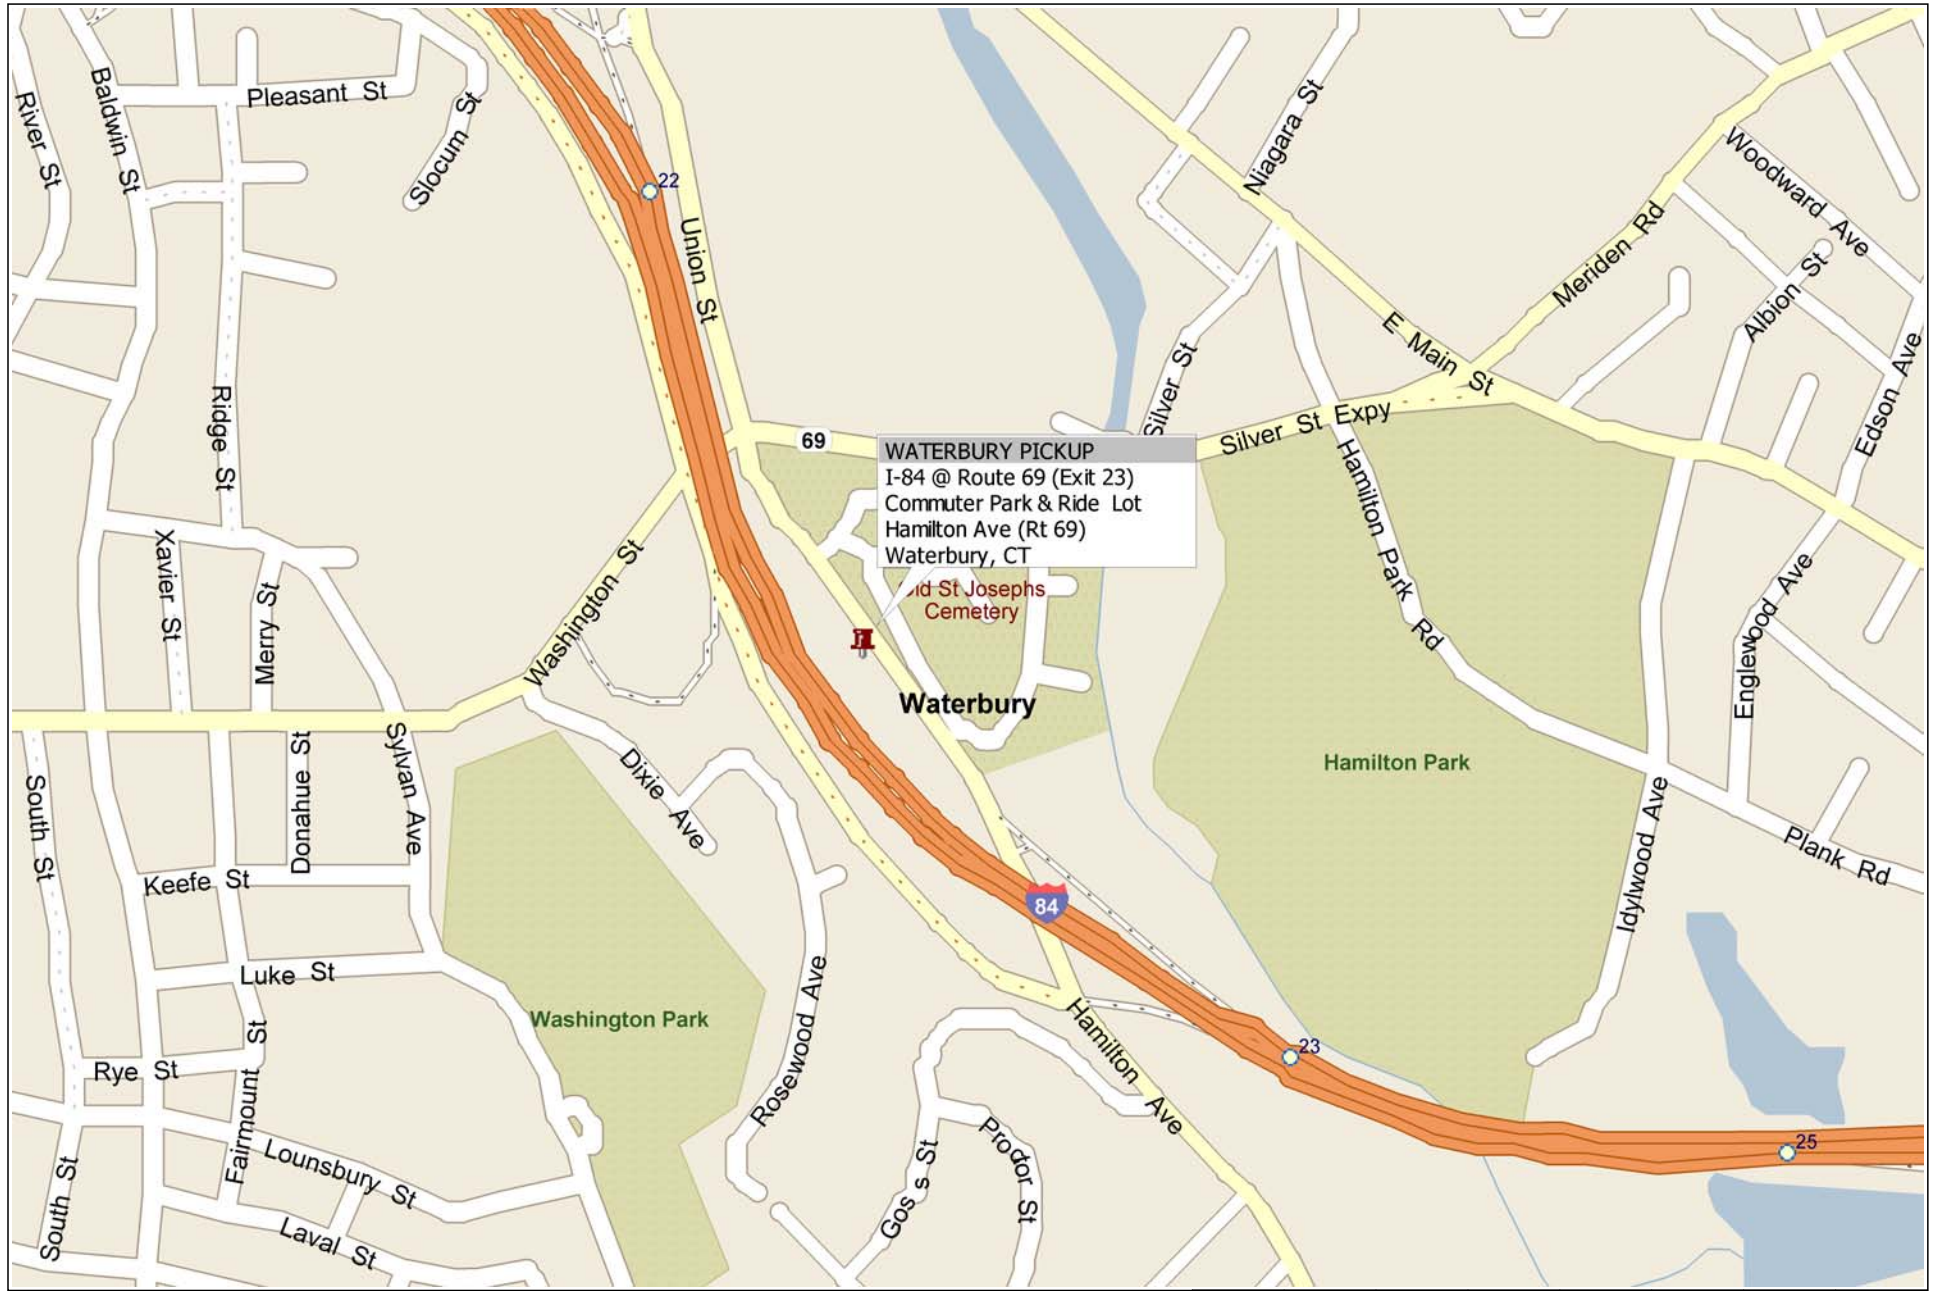 River St
Baldwin St
Pleasant St
Slocum St
22
Union St
Niagara St
Woodward Ave
Meriden Rd
Albion St
Edson Ave
E Main St
Silver St
Silver St Expy
69
WATERBURY PICKUP
I-84 @ Route 69 (Exit 23)
Commuter Park & Ride Lot
Hamilton Ave (Rt 69)
Waterbury, CT
St Josephs
Cemetery
Ridge St
Xavier St
Merry St
Washington St
Hamilton Park Rd
Englewood Ave
Waterbury
Hamilton Park
South St
Donahue St
Sylvan Ave
Dixie Ave
Keefe St
84
Idylwood Ave
Plank Rd
Luke St
Washington Park
Rosewood Ave
Hamilton Ave
23
Rye St
Fairmount St
Lounsbury St
Laval St
South St
Gos s St
Proctor St
25